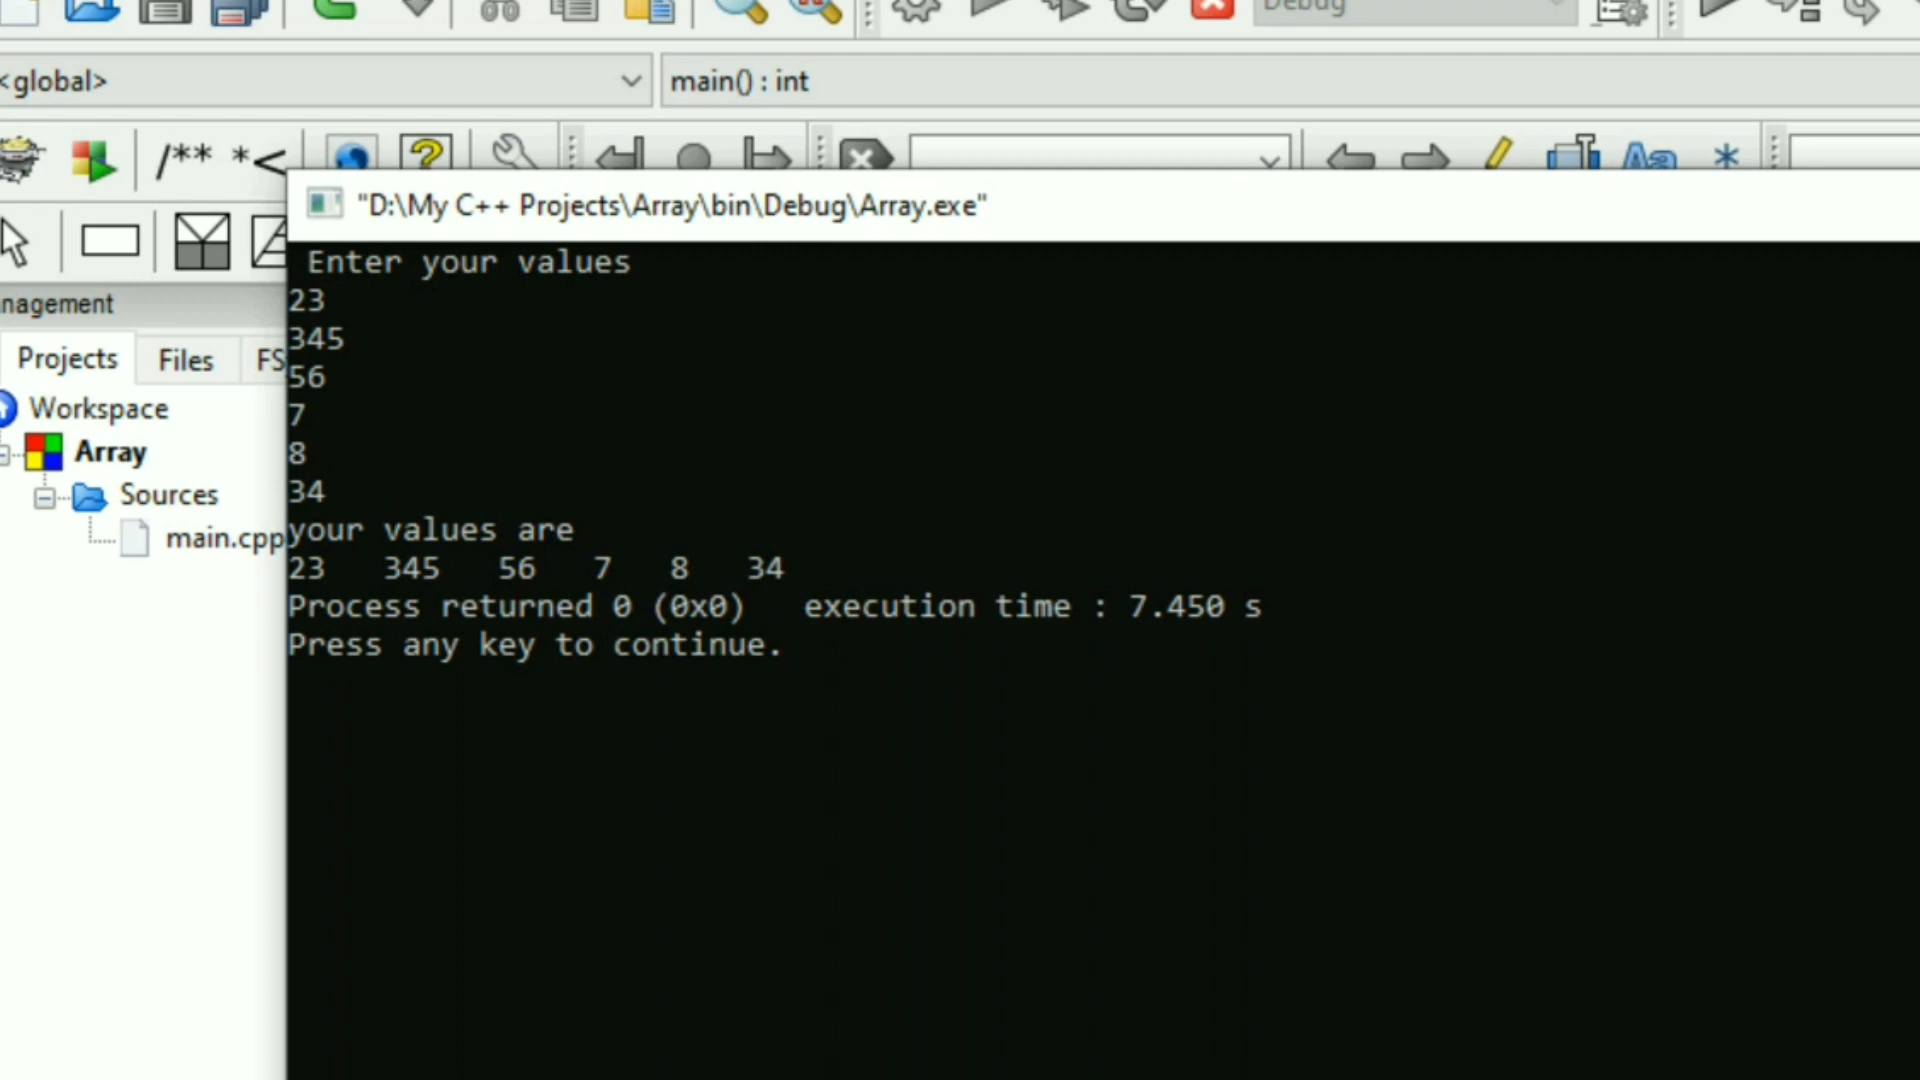 Debug
<global>
main() : int
/** *<
"D:\My C++ Projects\Array\bin\Debug\Array.exe"
Enter your values
23
345
56
7
8
34
your values are
23 345 56 7 8 34
Process returned 0 (0x0) execution time : 7.450 s
Press any key to continue.
nagement
Projects Files FS
Workspace
Array
Sources
main.cpp